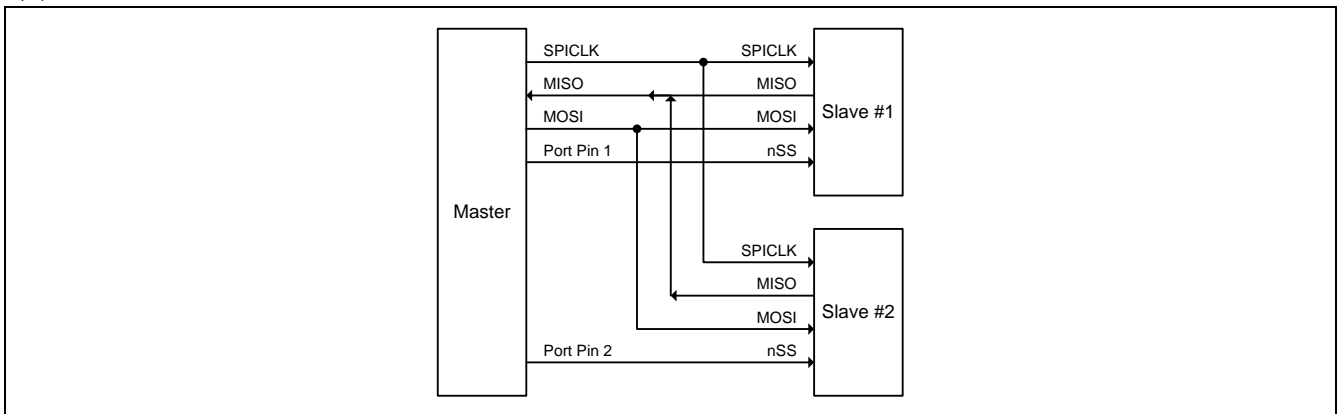 SPICLK SPICLK
MISO MISO
MOSI MOSI
Slave #1
Port Pin 1 nSS
Master
SPICLK
MISO
Slave #2
MOSI
Port Pin 2 nSS